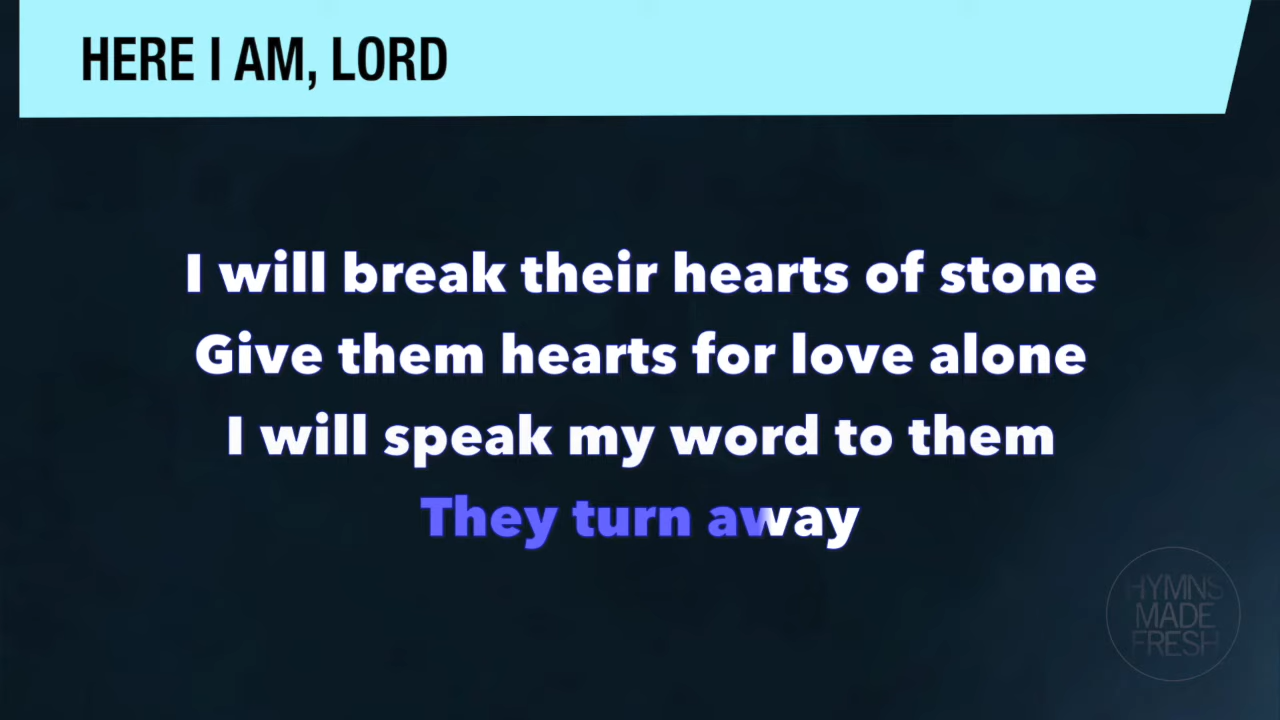 HERE I AM, LORD
I will break their hearts of stone
Give them hearts for love alone
I will speak my word to them
They turn away
HYMNS
MADE
FRESH